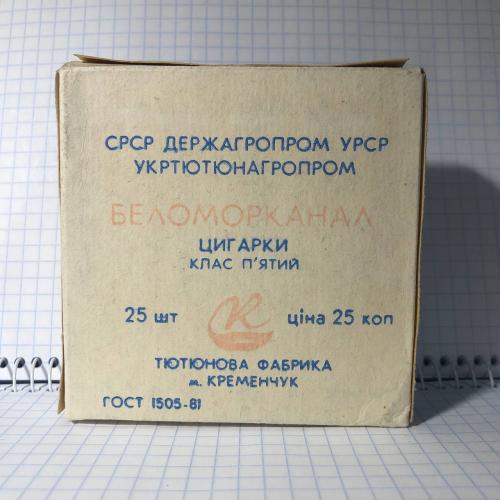 СРСР ДЕРЖАГРОПРОМ УРСР
УКРТЮТЮНАГРОПРОМ
БЕЛОМОРКАНАЛ
ЦИГАРКИ
КЛАС П'ЯТИЙ
25 шт К ціна 25 коп
ТЮТЮНОВА ФАБРИКА
м. КРЕМЕНЧУК
ГОСТ 1505-81